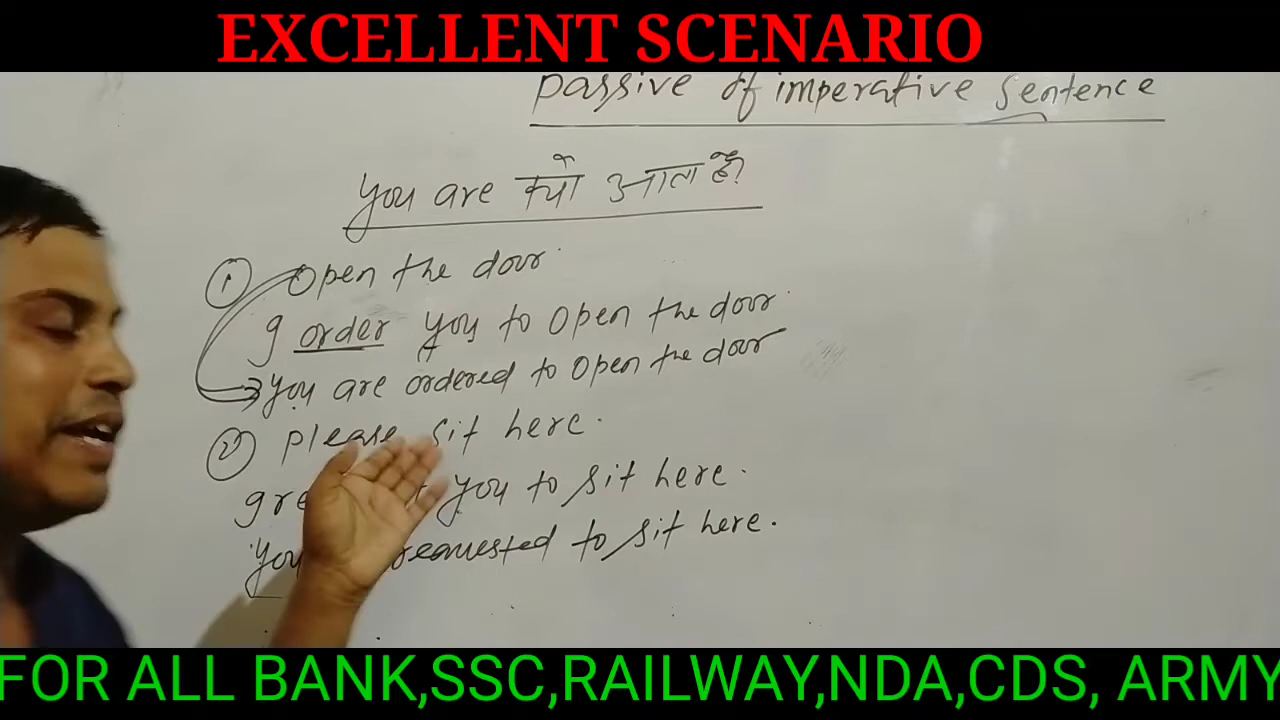 EXCELLENT SCENARIO
passive of imperative sentence
you are क्यों आता है?
① Open the door.
I order you to open the door.
you are ordered to open the door
② please sit here.
you to sit here.
you requested to sit here.
FOR ALL BANK,SSC,RAILWAY,NDA,CDS, ARMY